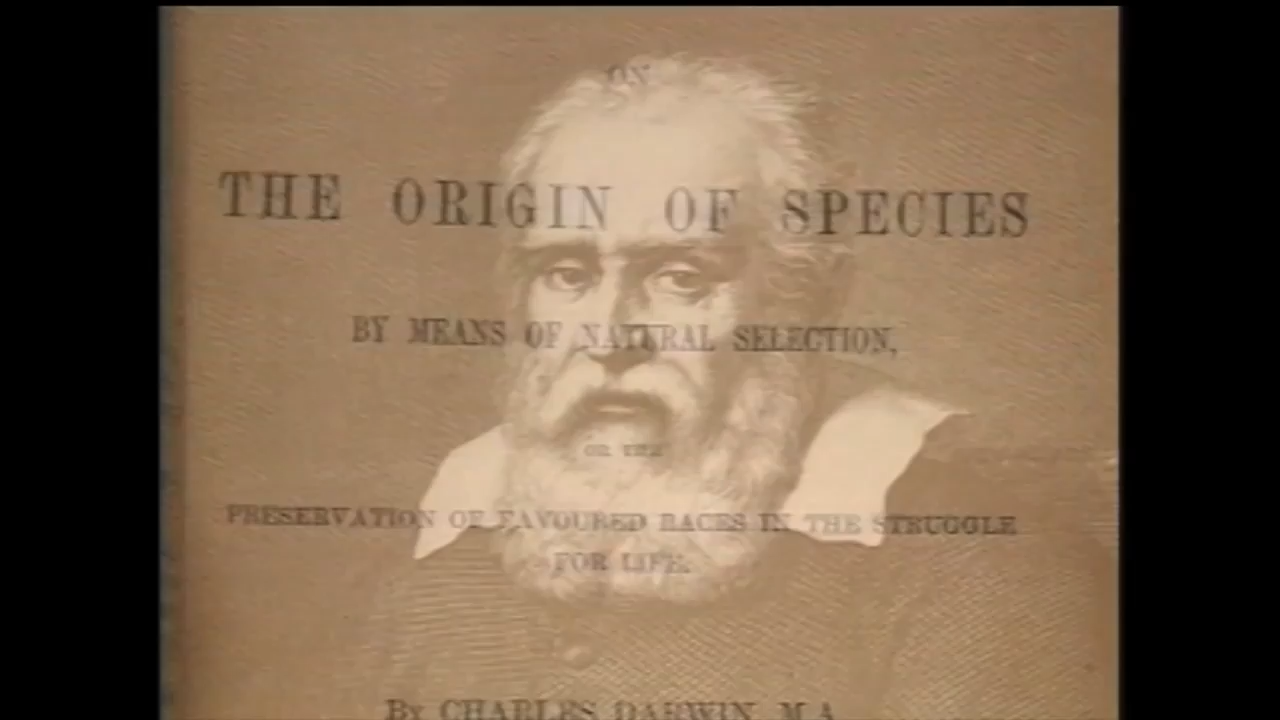 ON
THE ORIGIN OF SPECIES
BY MEANS OF NATURAL SELECTION,
OR THE
PRESERVATION OF FAVOURED RACES IN THE STRUGGLE
FOR LIFE.
By CHARLES DARWIN, M.A.